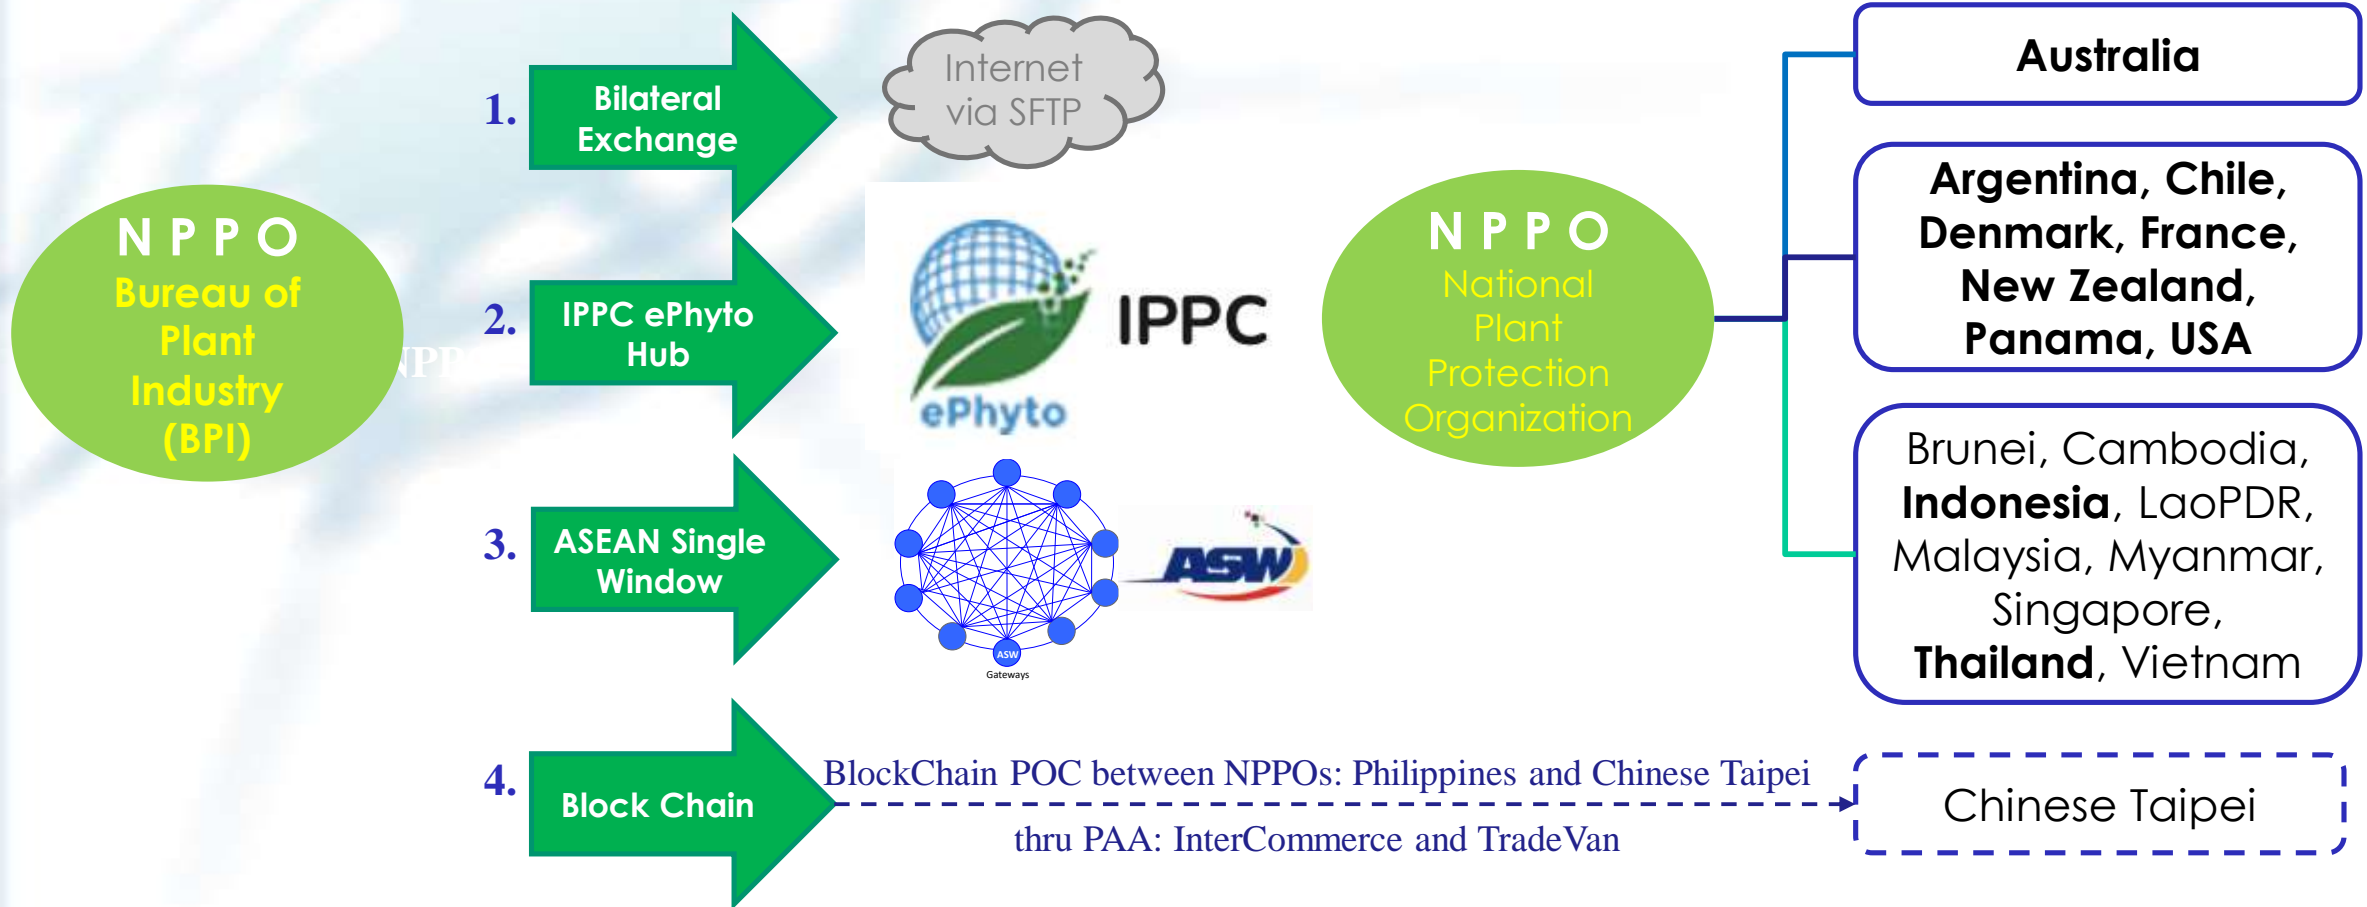 N P P O
Bureau of
Plant
Industry
(BPI)
NPP
1.
Bilateral
Exchange
Internet
via SFTP
2.
IPPC ePhyto
Hub
IPPC
ePhyto
3.
ASEAN Single
Window
ASW
Gateways
ASW
4.
Block Chain
BlockChain POC between NPPOs: Philippines and Chinese Taipei
thru PAA: InterCommerce and TradeVan
N P P O
National
Plant
Protection
Organization
Australia
Argentina, Chile,
Denmark, France,
New Zealand,
Panama, USA
Brunei, Cambodia,
Indonesia, LaoPDR,
Malaysia, Myanmar,
Singapore,
Thailand, Vietnam
Chinese Taipei